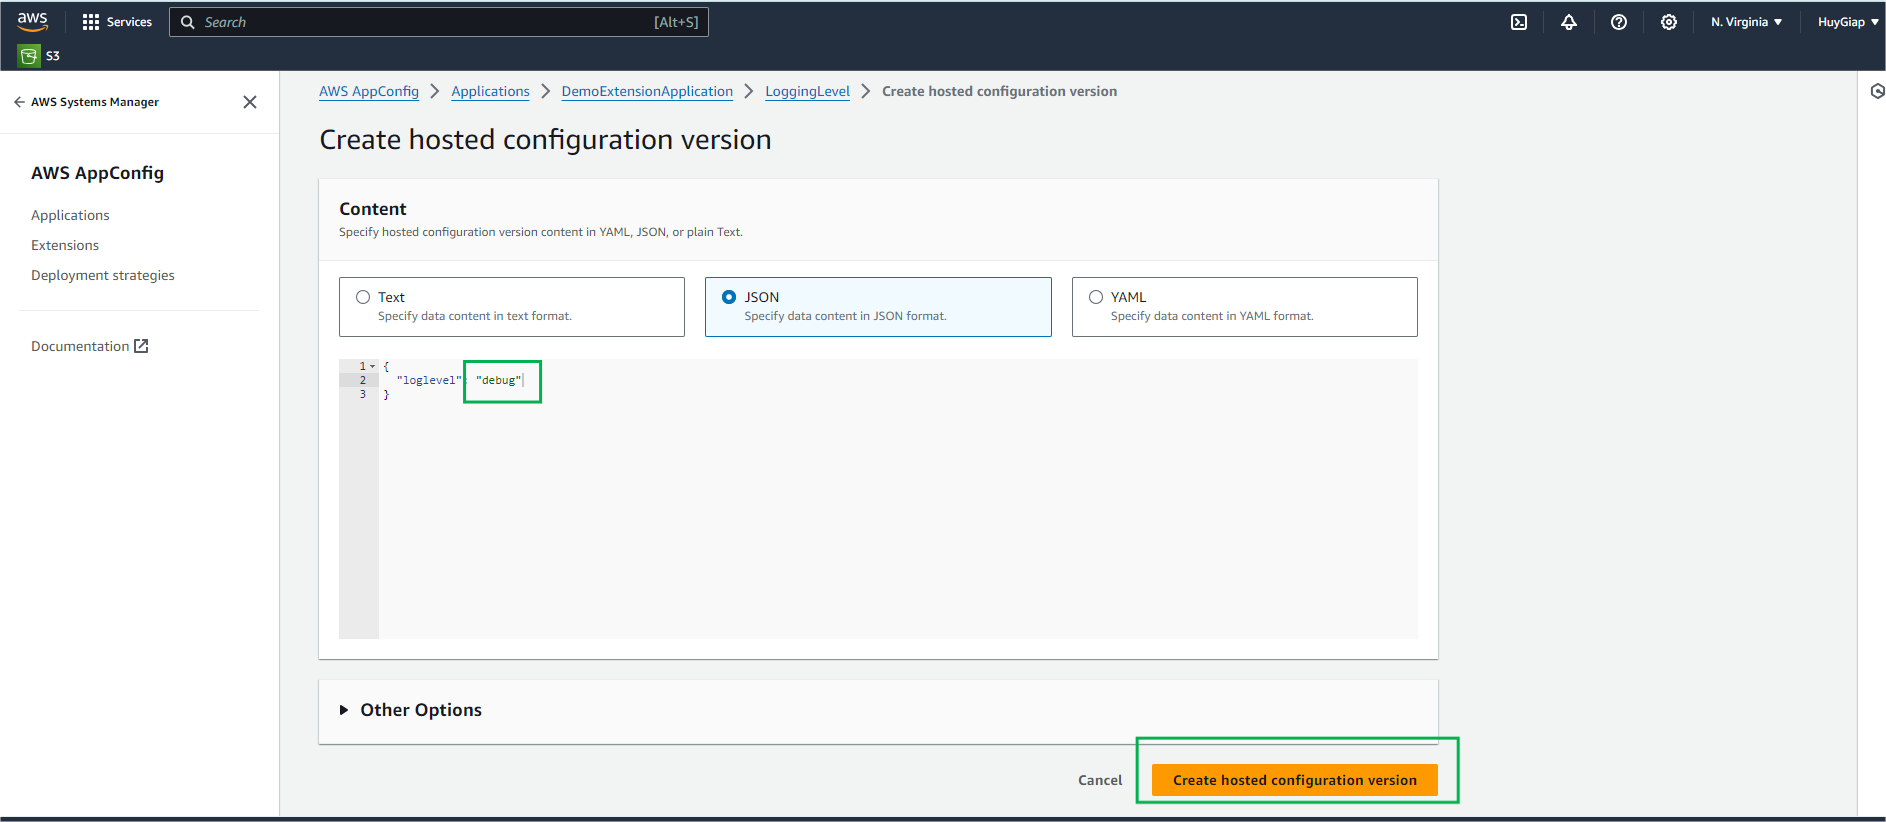 aws Services Search [Alt+S] N. Virginia HuyGiap
S3
AWS Systems Manager
AWS AppConfig
Applications
Extensions
Deployment strategies
Documentation
AWS AppConfig > Applications > DemoExtensionApplication > LoggingLevel > Create hosted configuration version
Create hosted configuration version
Content
Specify hosted configuration version content in YAML, JSON, or plain Text.
Text
Specify data content in text format.
JSON
Specify data content in JSON format.
YAML
Specify data content in YAML format.
1 {
2 "loglevel": "debug"
3 }
Other Options
Cancel Create hosted configuration version